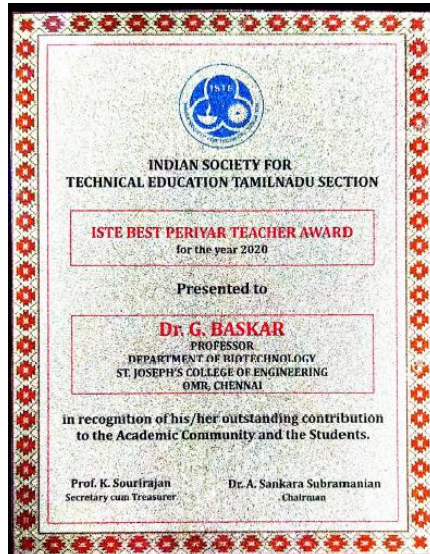 ISTE
INDIAN SOCIETY FOR
TECHNICAL EDUCATION TAMILNADU SECTION
ISTE BEST PERIYAR TEACHER AWARD
for the year 2020
Presented to
Dr. G. BASKAR
PROFESSOR
DEPARTMENT OF BIOTECHNOLOGY
ST. JOSEPH'S COLLEGE OF ENGINEERING
OMR, CHENNAI
in recognition of his/her outstanding contribution
to the Academic Community and the Students.
Prof. K. Sourirajan Dr. A. Sankara Subramanian
Secretary cum Treasurer Chairman